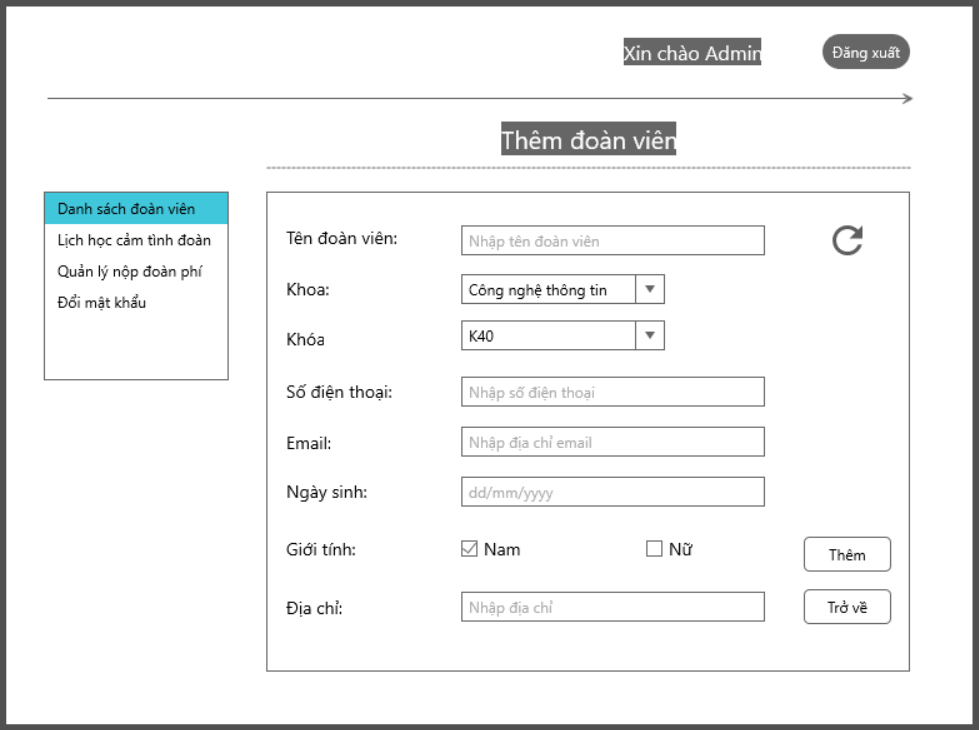 Xin chào Admin
Đăng xuất
Thêm đoàn viên
Danh sách đoàn viên
Lịch học cảm tình đoàn
Quản lý nộp đoàn phí
Đổi mật khẩu
Tên đoàn viên: Nhập tên đoàn viên
Khoa: Công nghệ thông tin
Khóa K40
Số điện thoại: Nhập số điện thoại
Email: Nhập địa chỉ email
Ngày sinh: dd/mm/yyyy
Giới tính: Nam Nữ
Thêm
Địa chỉ: Nhập địa chỉ
Trở về